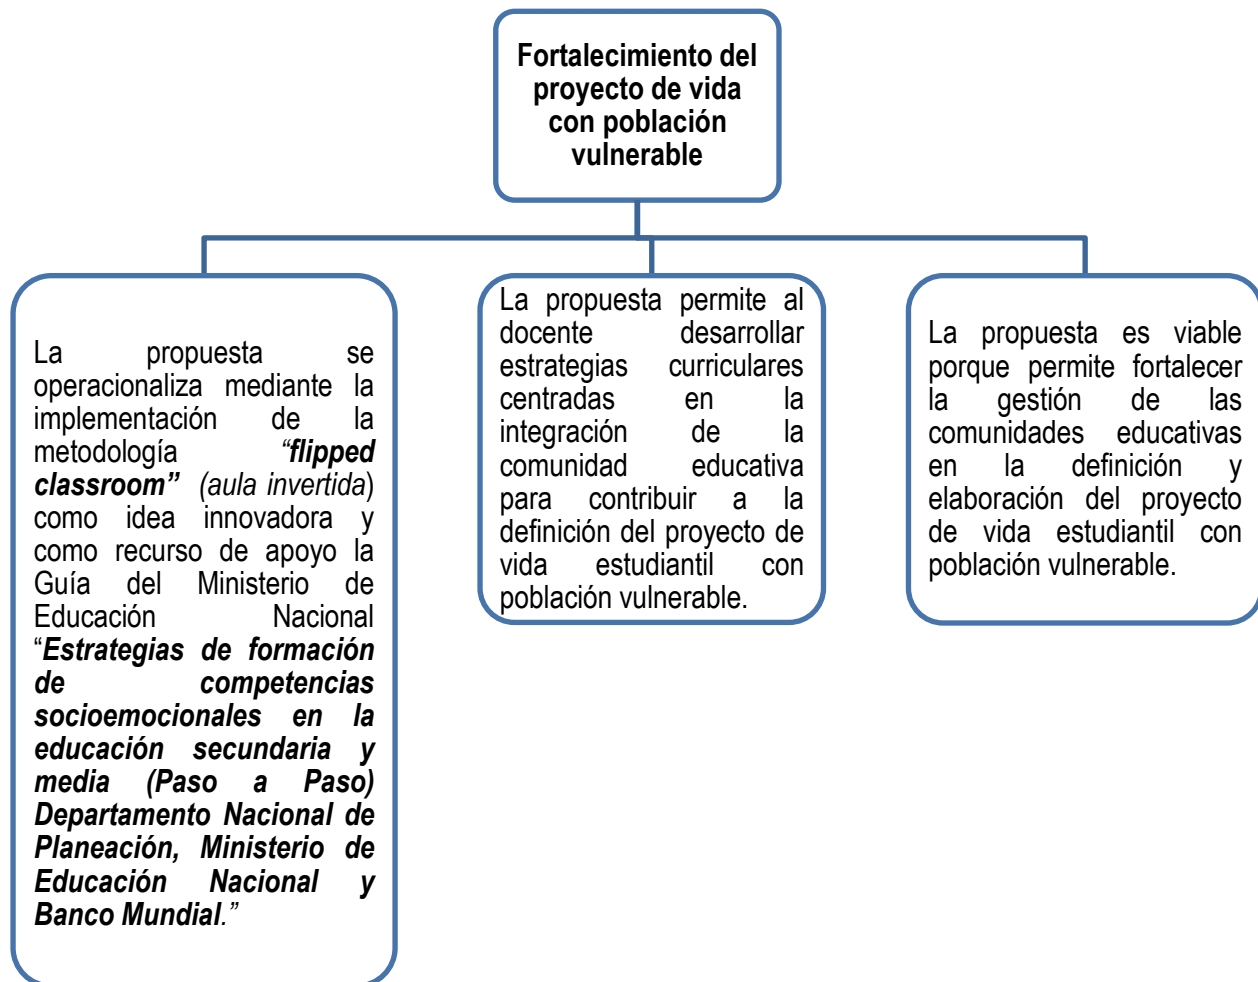 Fortalecimiento del
proyecto de vida
con población
vulnerable
La propuesta se
operacionaliza mediante la
implementación de la
metodología “flipped
classroom” (aula invertida)
como idea innovadora y
como recurso de apoyo la
Guía del Ministerio de
Educación Nacional
“Estrategias de formación
de competencias
socioemocionales en la
educación secundaria y
media (Paso a Paso)
Departamento Nacional de
Planeación, Ministerio de
Educación Nacional y
Banco Mundial.”
La propuesta permite al
docente desarrollar
estrategias curriculares
centradas en la
integración de la
comunidad educativa
para contribuir a la
definición del proyecto de
vida estudiantil con
población vulnerable.
La propuesta es viable
porque permite fortalecer
la gestión de las
comunidades educativas
en la definición y
elaboración del proyecto
de vida estudiantil con
población vulnerable.